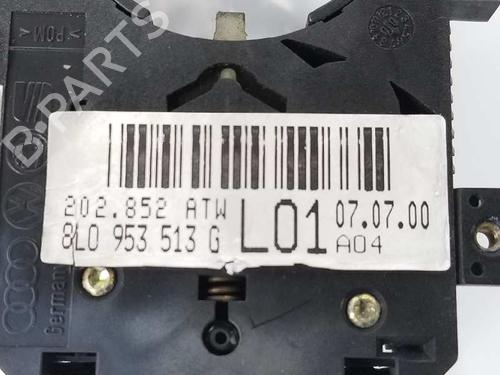 >POM<
B-PARTS
202.852 ATW
8L0 953 513 G
L01
07.07.00
A04
Germany